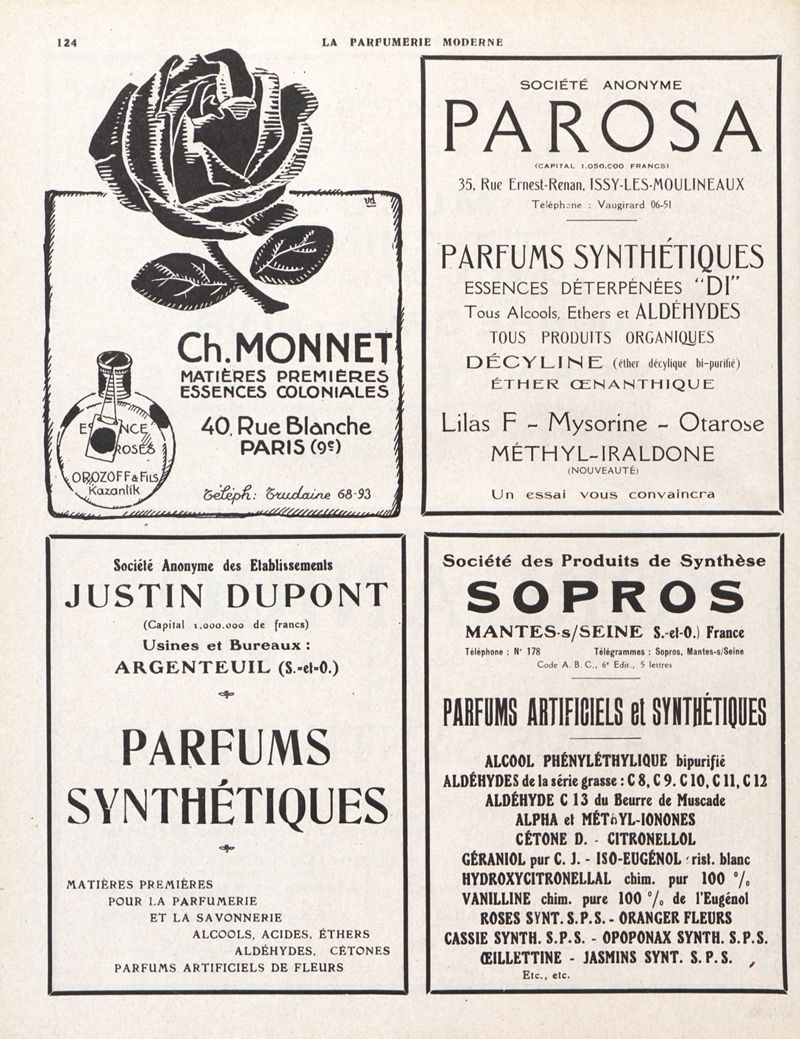 124
LA PARFUMERIE MODERNE
vd
Ch. MONNET
MATIÈRES PREMIÈRES
ESSENCES COLONIALES
40, Rue Blanche
PARIS (9e)
Téléph: Trudaine 68-93
ES NCE
ROSES
OROZOFF & FILS
Kazanlik
SOCIÉTÉ ANONYME
PAROSA
(CAPITAL 1.050.000 FRANCS)
35, Rue Ernest-Renan, ISSY-LES-MOULINEAUX
Téléphone : Vaugirard 06-51
PARFUMS SYNTHÉTIQUES
ESSENCES DÉTERPÉNÉES "DI"
Tous Alcools, Ethers et ALDÉHYDES
TOUS PRODUITS ORGANIQUES
DÉCYLINE (éther décylique bi-purifié)
ÉTHER ŒNANTHIQUE
Lilas F - Mysorine - Otarose
MÉTHYL-IRALDONE
(NOUVEAUTÉ)
Un essai vous convaincra
Société Anonyme des Etablissements
JUSTIN DUPONT
(Capital 1.000.000 de francs)
Usines et Bureaux :
ARGENTEUIL (S.-et-O.)
PARFUMS
SYNTHÉTIQUES
MATIÈRES PREMIÈRES
POUR LA PARFUMERIE
ET LA SAVONNERIE
ALCOOLS, ACIDES, ÉTHERS
ALDÉHYDES, CÉTONES
PARFUMS ARTIFICIELS DE FLEURS
Société des Produits de Synthèse
SOPROS
MANTES-s/SEINE S.-et-O.) France
Téléphone : N° 178 Télégrammes : Sopros, Mantes-s/Seine
Code A. B. C., 6e Edit., 5 lettres
PARFUMS ARTIFICIELS et SYNTHÉTIQUES
ALCOOL PHÉNYLÉTHYLIQUE bipurifié
ALDÉHYDES de la série grasse : C 8, C 9. C 10, C 11, C 12
ALDÉHYDE C 13 du Beurre de Muscade
ALPHA et MÉTHYL-IONONES
CÉTONE D. - CITRONELLOL
GÉRANIOL pur C. J. - ISO-EUGÉNOL rist. blanc
HYDROXYCITRONELLAL chim. pur 100 %
VANILLINE chim. pure 100 % de l'Eugénol
ROSES SYNT. S.P.S. - ORANGER FLEURS
CASSIE SYNTH. S.P.S. - OPOPONAX SYNTH. S.P.S.
ŒILLETTINE - JASMINS SYNT. S.P.S.
Etc., etc.